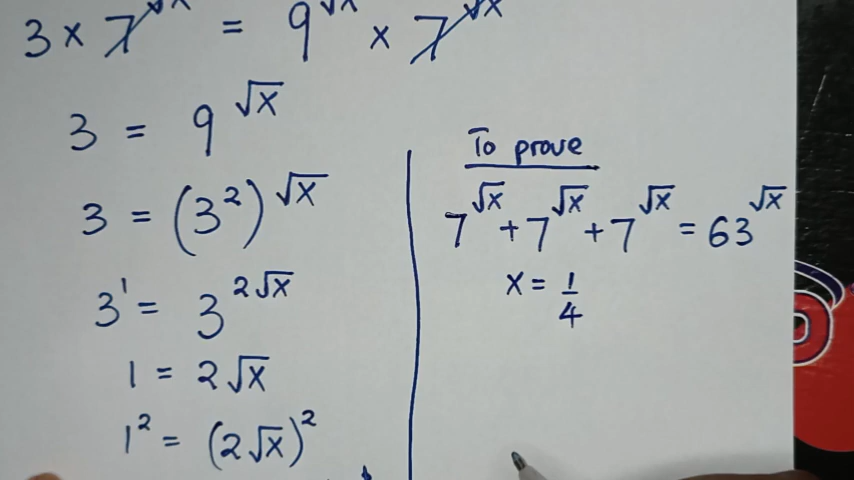 3 × 7^√x = 9^√x × 7^√x
3 = 9^√x
3 = (3²)^√x
3¹ = 3^2√x
1 = 2√x
1² = (2√x)²
To prove
7^√x + 7^√x + 7^√x = 63^√x
x = 1/4